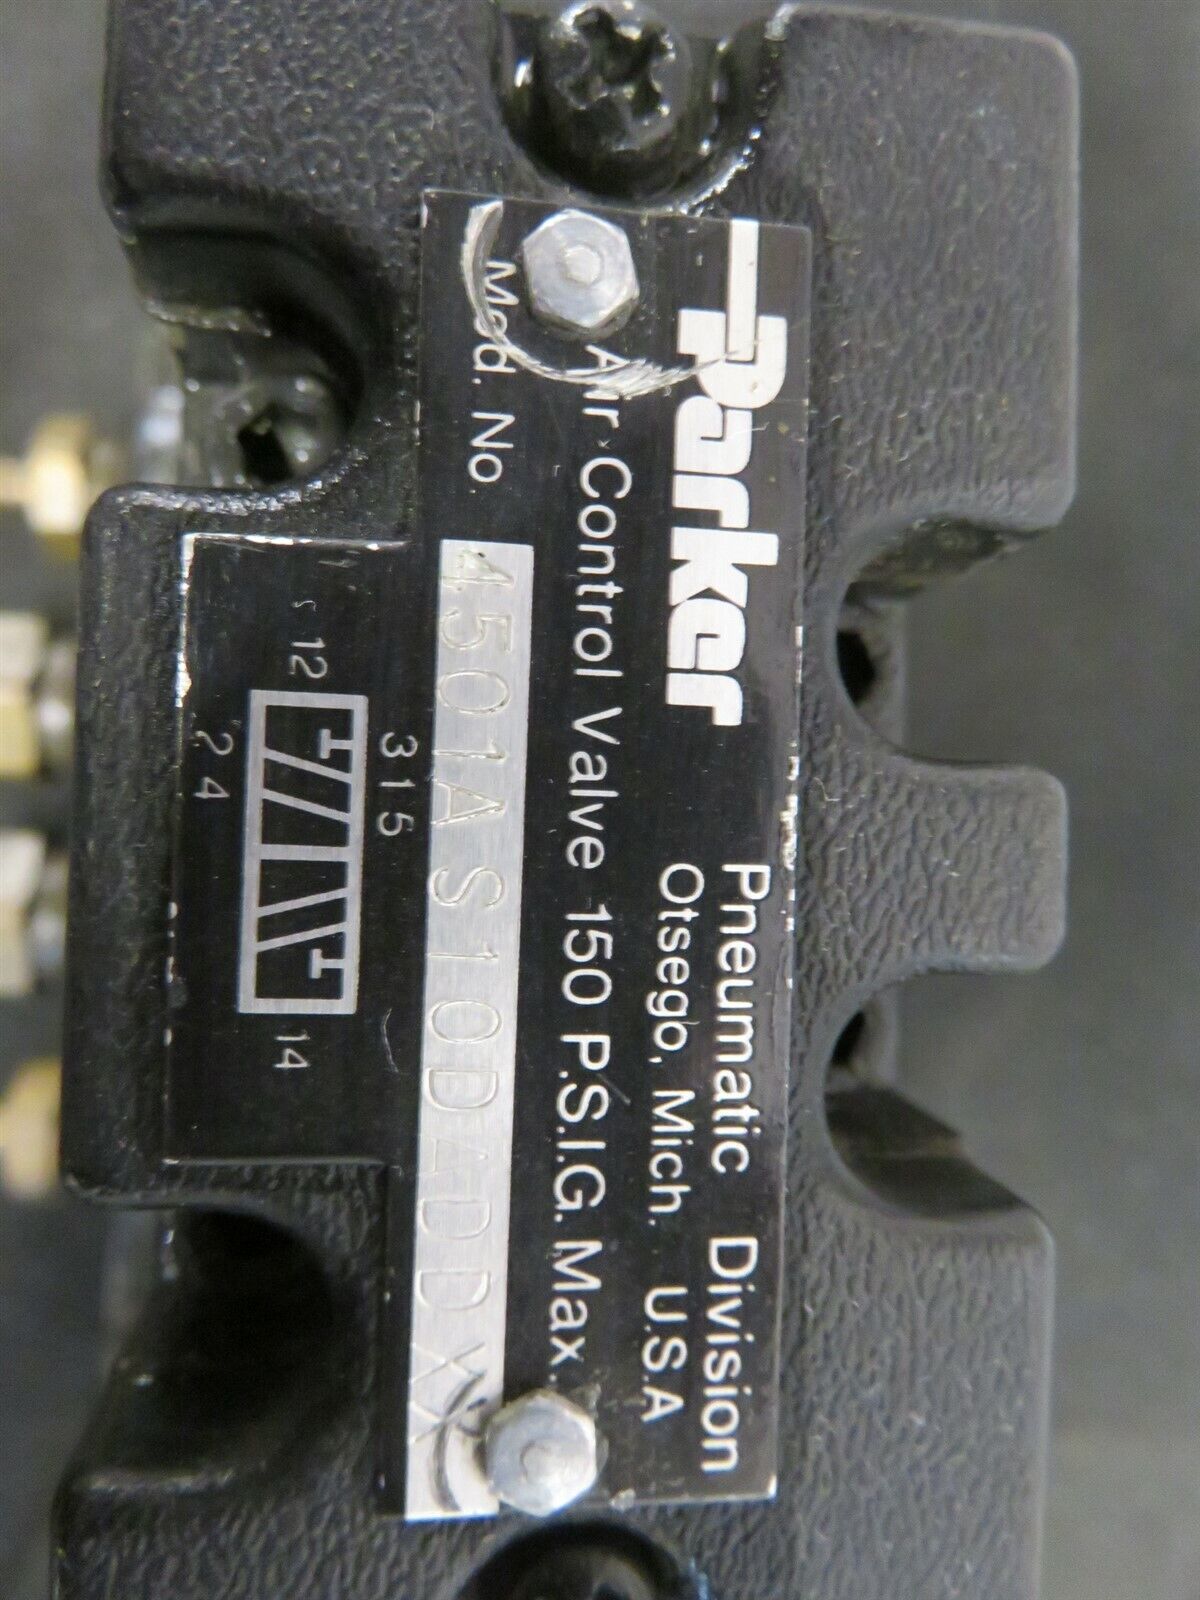 Parker
Pneumatic Division
Otsego, Mich. U.S.A
Air Control Valve 150 P.S.I.G. Max.
Mod. No 4501AS10DADDXX
3 1 5
12
14
2 4